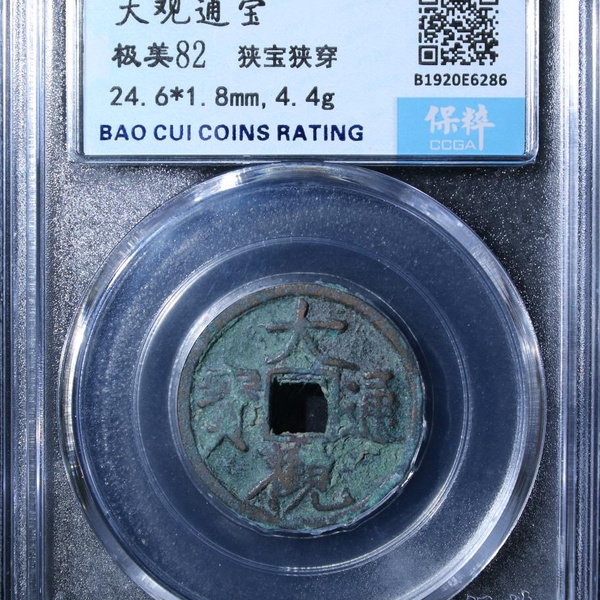 大观通宝
极美82 狭宝狭穿
B1920E6286
24.6*1.8mm, 4.4g
BAO CUI COINS RATING
保粹
CCGA
大
通
觀